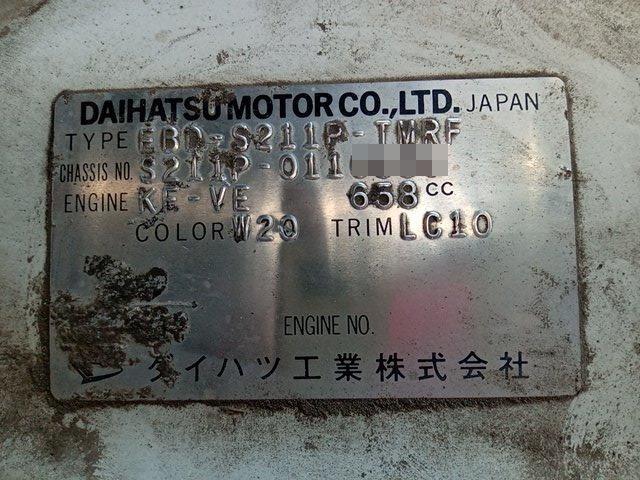 DAIHATSU MOTOR CO.,LTD. JAPAN
TYPE EBD-S211P-TMRF
CHASSIS NO. S211P-011
ENGINE KF-VE 658 CC
COLOR W20 TRIM LC10
ENGINE NO.
ダイハツ工業株式会社